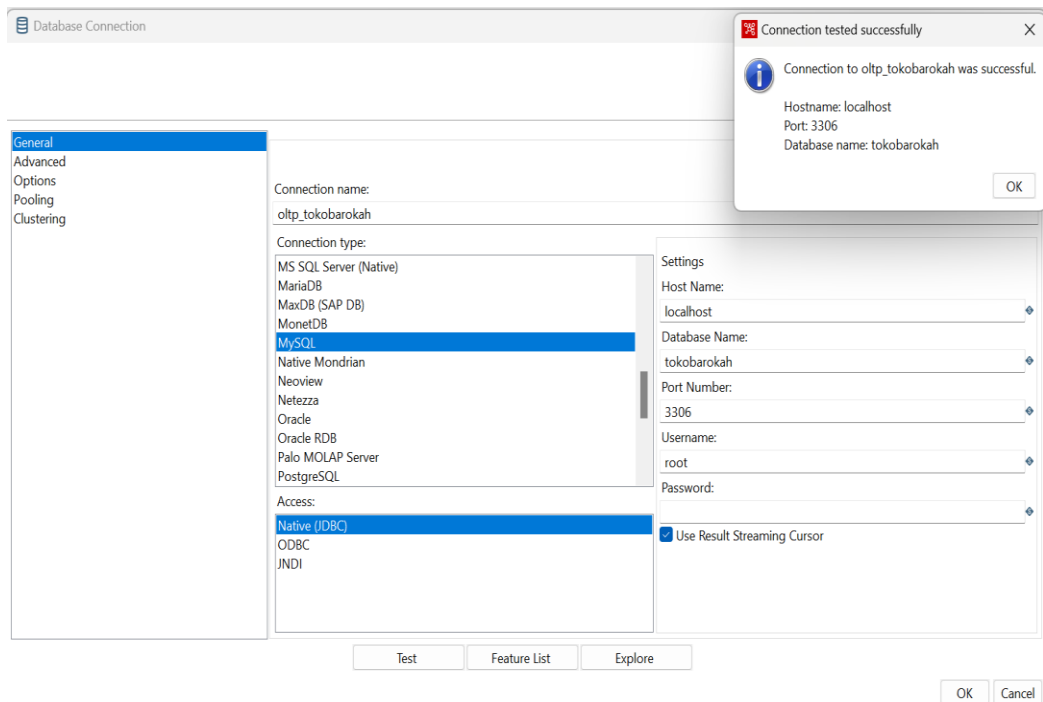 Database Connection
Connection tested successfully
Connection to oltp_tokobarokah was successful.
Hostname: localhost
Port: 3306
Database name: tokobarokah
OK
General
Advanced
Options
Pooling
Clustering
Connection name:
oltp_tokobarokah
Connection type:
MS SQL Server (Native)
MariaDB
MaxDB (SAP DB)
MonetDB
MySQL
Native Mondrian
Neoview
Netezza
Oracle
Oracle RDB
Palo MOLAP Server
PostgreSQL
Access:
Native (JDBC)
ODBC
JNDI
Settings
Host Name:
localhost
Database Name:
tokobarokah
Port Number:
3306
Username:
root
Password:
Use Result Streaming Cursor
Test
Feature List
Explore
OK
Cancel